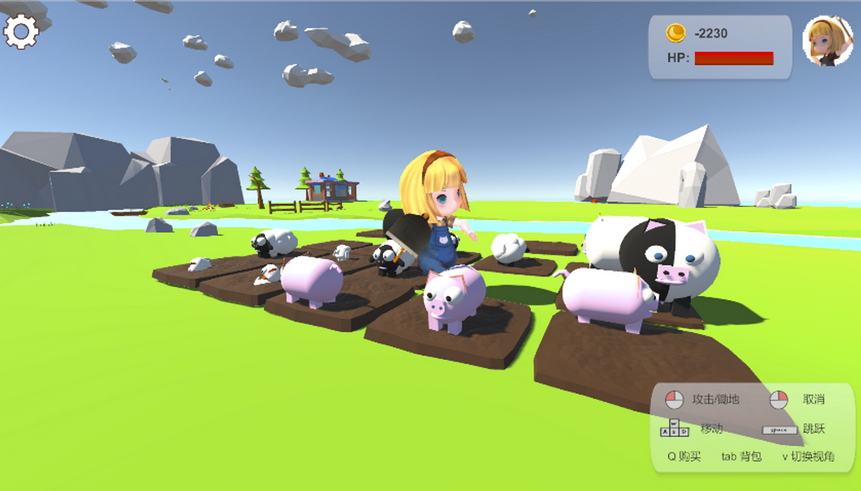 -2230
HP:
攻击/锄地 取消
W
A S D 移动 space 跳跃
Q 购买 tab 背包 v 切换视角